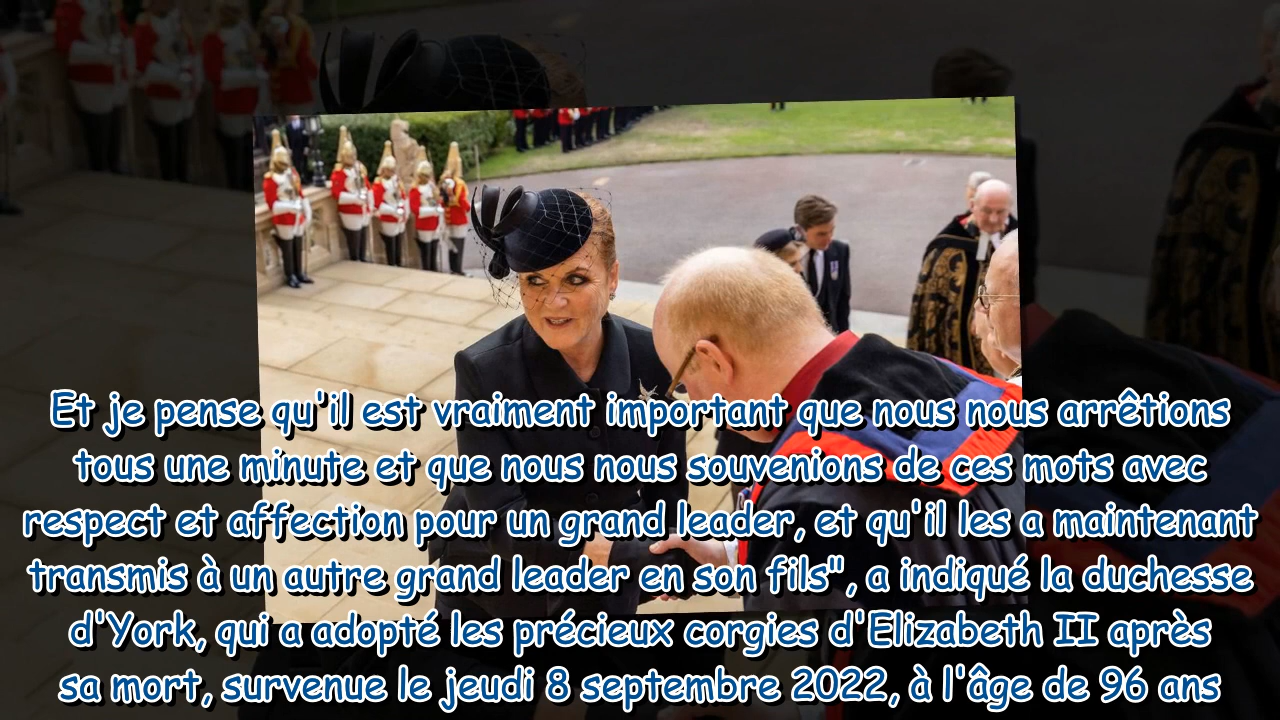 Et je pense qu'il est vraiment important que nous nous arrêtions
tous une minute et que nous nous souvenions de ces mots avec
respect et affection pour un grand leader, et qu'il les a maintenant
transmis à un autre grand leader en son fils", a indiqué la duchesse
d'York, qui a adopté les précieux corgies d'Elizabeth II après
sa mort, survenue le jeudi 8 septembre 2022, à l'âge de 96 ans